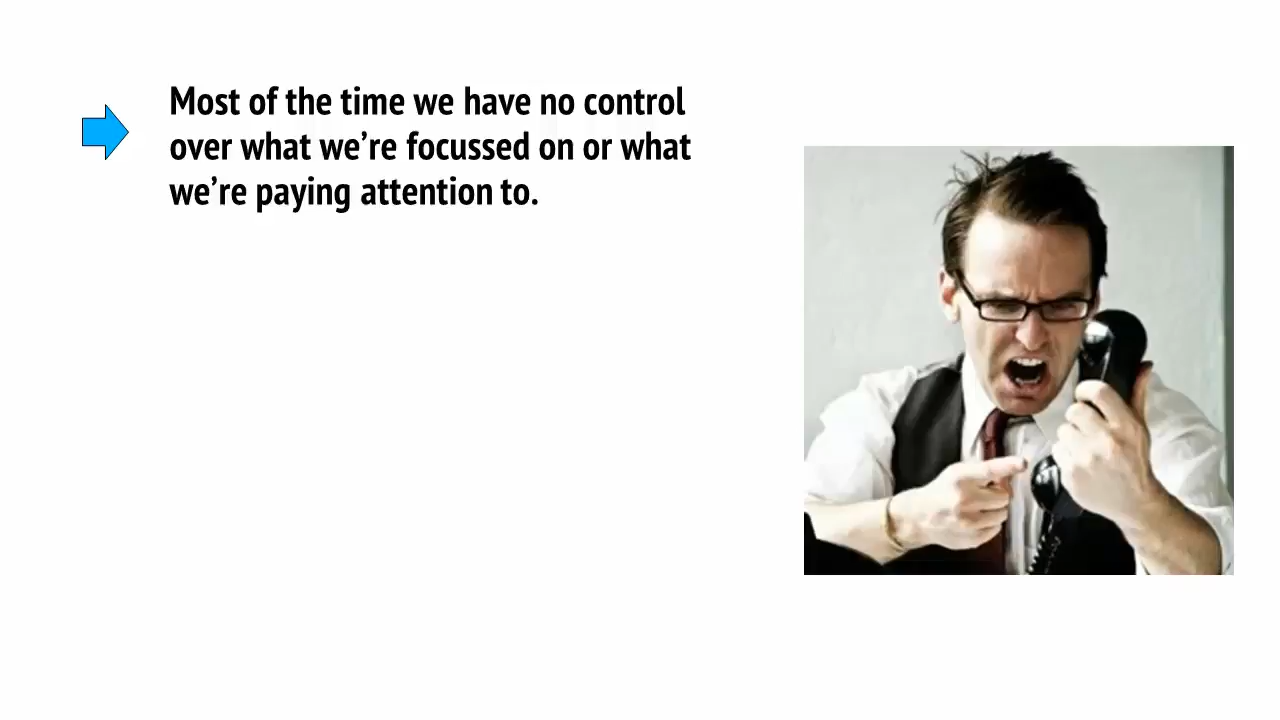 Most of the time we have no control
over what we’re focussed on or what
we’re paying attention to.